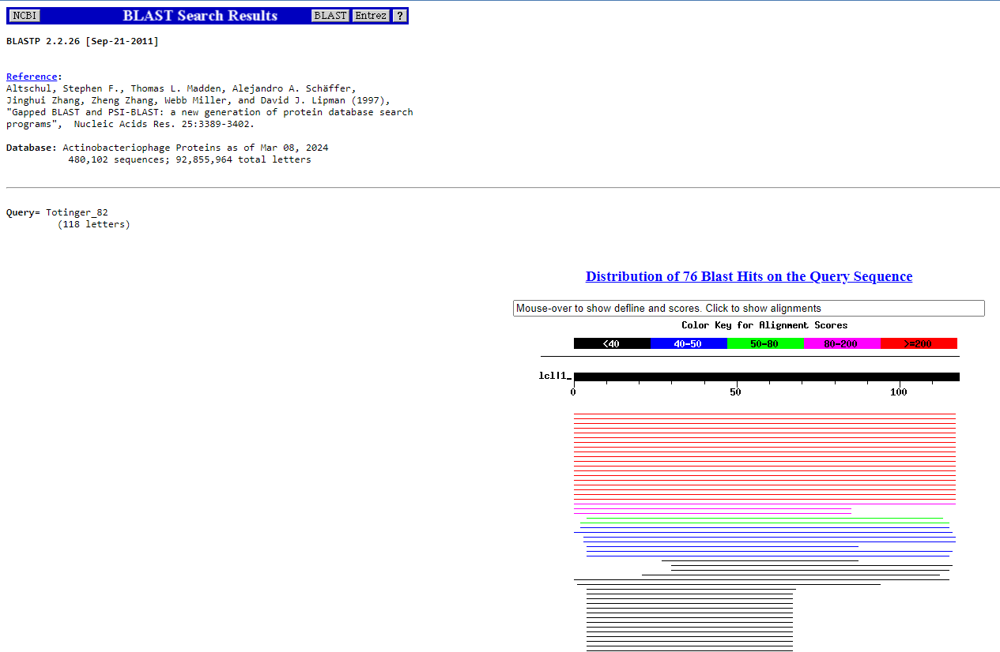 NCBI BLAST Search Results BLAST Entrez ?
BLASTP 2.2.26 [Sep-21-2011]
Reference:
Altschul, Stephen F., Thomas L. Madden, Alejandro A. Schäffer,
Jinghui Zhang, Zheng Zhang, Webb Miller, and David J. Lipman (1997),
"Gapped BLAST and PSI-BLAST: a new generation of protein database search
programs",  Nucleic Acids Res. 25:3389-3402.
Database: Actinobacteriophage Proteins as of Mar 08, 2024
480,102 sequences; 92,855,964 total letters
Query= Totinger_82
(118 letters)
Distribution of 76 Blast Hits on the Query Sequence
Mouse-over to show defline and scores. Click to show alignments
Color Key for Alignment Scores
<40 40-50 50-80 80-200 >=200
lcl|1_
0 50 100